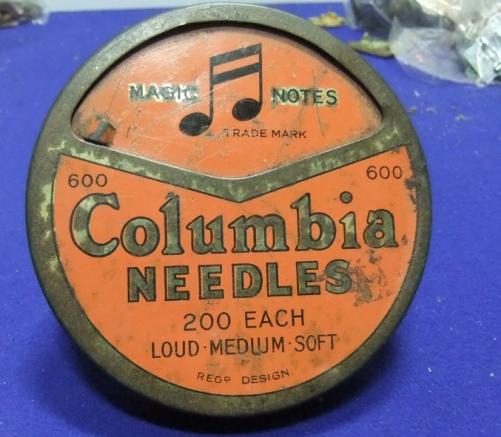 MAGIC NOTES
TRADE MARK
600 600
Columbia
NEEDLES
200 EACH
LOUD·MEDIUM·SOFT
REGD DESIGN.